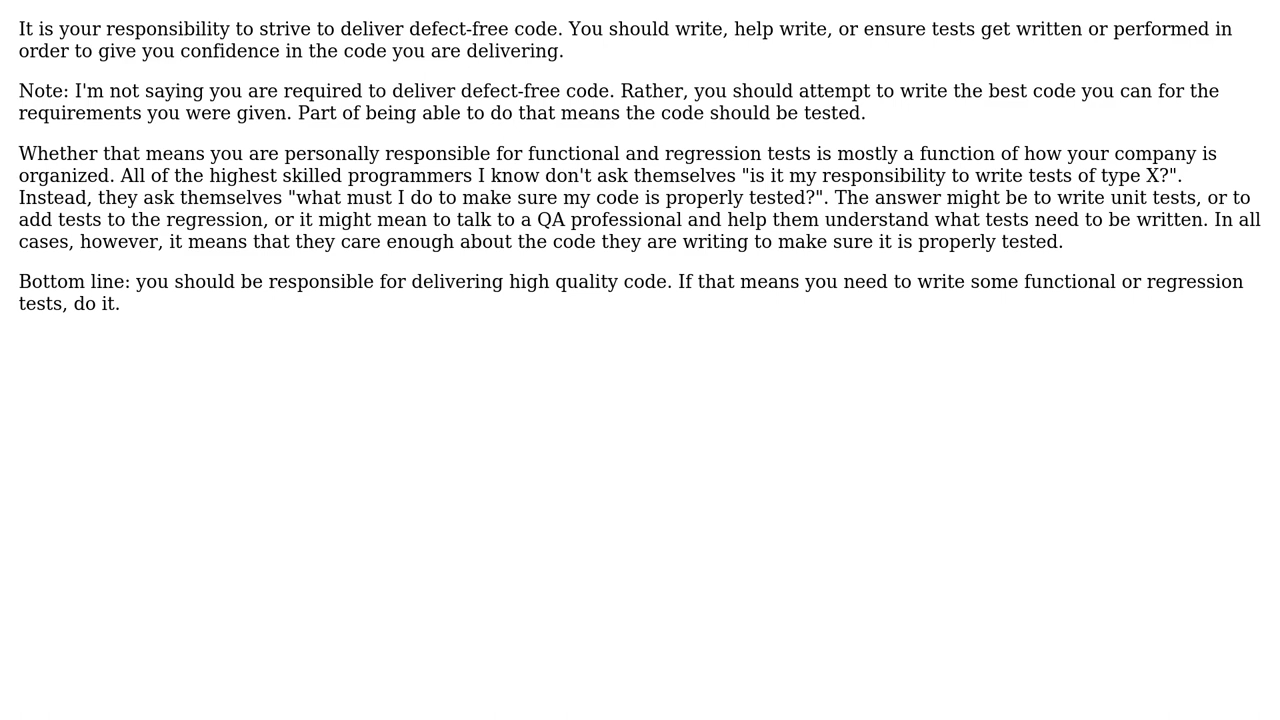 It is your responsibility to strive to deliver defect-free code. You should write, help write, or ensure tests get written or performed in
order to give you confidence in the code you are delivering.
Note: I'm not saying you are required to deliver defect-free code. Rather, you should attempt to write the best code you can for the
requirements you were given. Part of being able to do that means the code should be tested.
Whether that means you are personally responsible for functional and regression tests is mostly a function of how your company is
organized. All of the highest skilled programmers I know don't ask themselves "is it my responsibility to write tests of type X?".
Instead, they ask themselves "what must I do to make sure my code is properly tested?". The answer might be to write unit tests, or to
add tests to the regression, or it might mean to talk to a QA professional and help them understand what tests need to be written. In all
cases, however, it means that they care enough about the code they are writing to make sure it is properly tested.
Bottom line: you should be responsible for delivering high quality code. If that means you need to write some functional or regression
tests, do it.